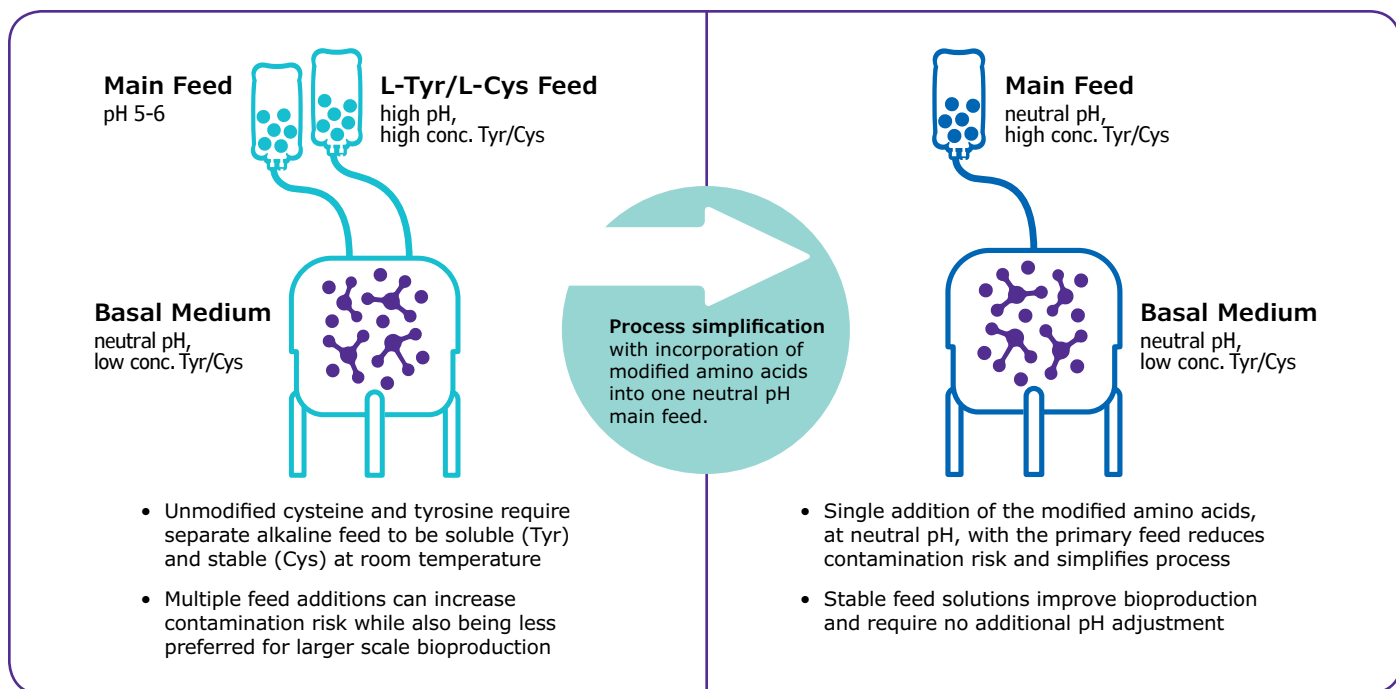 Main Feed
pH 5-6
L-Tyr/L-Cys Feed
high pH,
high conc. Tyr/Cys
Basal Medium
neutral pH,
low conc. Tyr/Cys
• Unmodified cysteine and tyrosine require
separate alkaline feed to be soluble (Tyr)
and stable (Cys) at room temperature
• Multiple feed additions can increase
contamination risk while also being less
preferred for larger scale bioproduction
Process simplification
with incorporation of
modified amino acids
into one neutral pH
main feed.
Main Feed
neutral pH,
high conc. Tyr/Cys
Basal Medium
neutral pH,
low conc. Tyr/Cys
• Single addition of the modified amino acids,
at neutral pH, with the primary feed reduces
contamination risk and simplifies process
• Stable feed solutions improve bioproduction
and require no additional pH adjustment